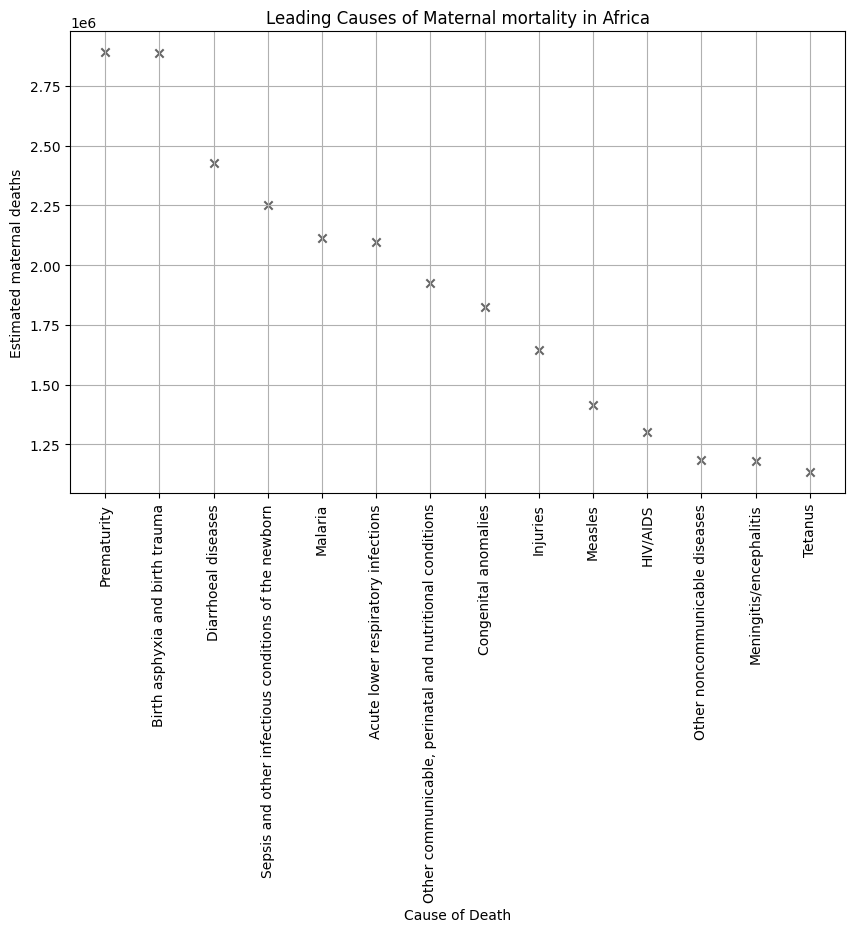 Leading Causes of Maternal mortality in Africa
1e6
2.75
2.50
2.25
2.00
1.75
1.50
1.25
Estimated maternal deaths
Prematurity
Birth asphyxia and birth trauma
Diarrhoeal diseases
Sepsis and other infectious conditions of the newborn
Malaria
Acute lower respiratory infections
Other communicable, perinatal and nutritional conditions
Congenital anomalies
Injuries
Measles
HIV/AIDS
Other noncommunicable diseases
Meningitis/encephalitis
Tetanus
Cause of Death